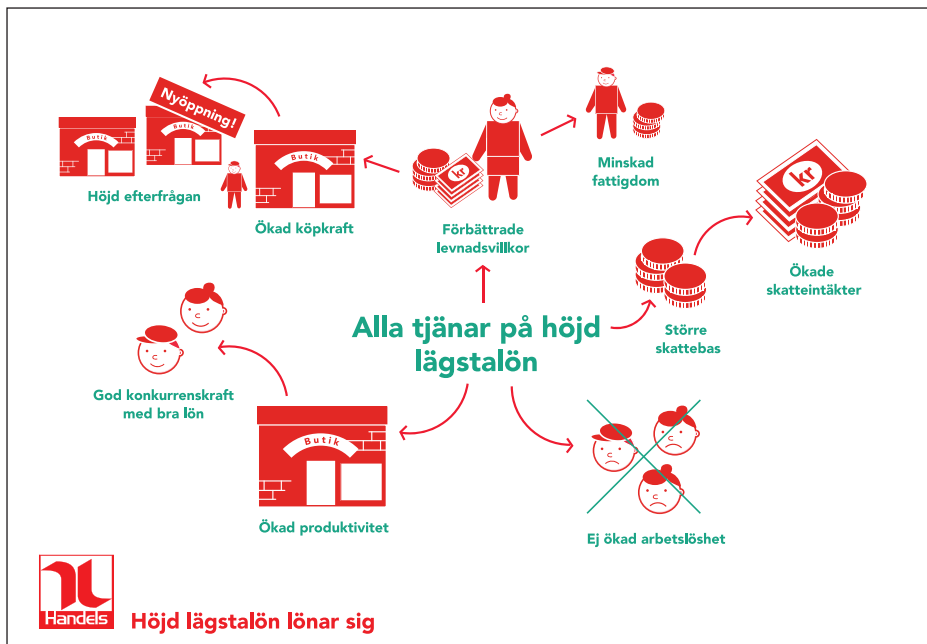 Nyöppning!
Butik
Butik
Butik
Höjd efterfrågan
Ökad köpkraft
Förbättrade
levnadsvillkor
Minskad
fattigdom
kr
Ökade
skatteintäkter
Större
skattebas
Alla tjänar på höjd
lägstalön
God konkurrenskraft
med bra lön
Butik
Ökad produktivitet
Ej ökad arbetslöshet
Handels
Höjd lägstalön lönar sig